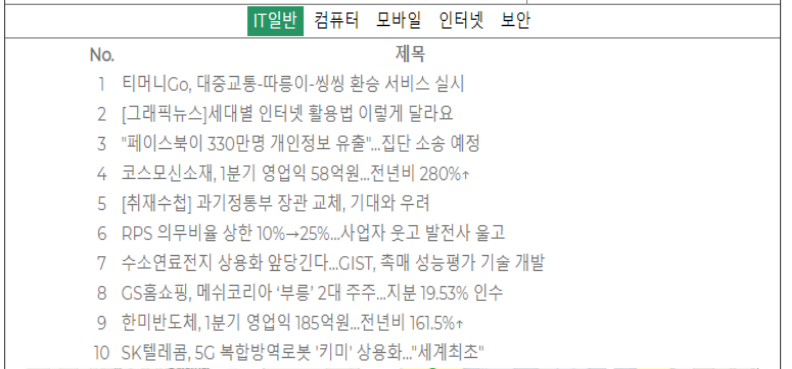 IT일반 컴퓨터 모바일 인터넷 보안
No. 제목
1 티머니Go, 대중교통-따릉이-씽씽 환승 서비스 실시
2 [그래픽뉴스]세대별 인터넷 활용법 이렇게 달라요
3 "페이스북이 330만명 개인정보 유출"...집단 소송 예정
4 코스모신소재, 1분기 영업익 58억원...전년비 280%↑
5 [취재수첩] 과기정통부 장관 교체, 기대와 우려
6 RPS 의무비율 상한 10%→25%...사업자 웃고 발전사 울고
7 수소연료전지 상용화 앞당긴다...GIST, 촉매 성능평가 기술 개발
8 GS홈쇼핑, 메쉬코리아 ‘부릉’ 2대 주주...지분 19.53% 인수
9 한미반도체, 1분기 영업익 185억원...전년비 161.5%↑
10 SK텔레콤, 5G 복합방역로봇 '키미' 상용화..."세계최초"